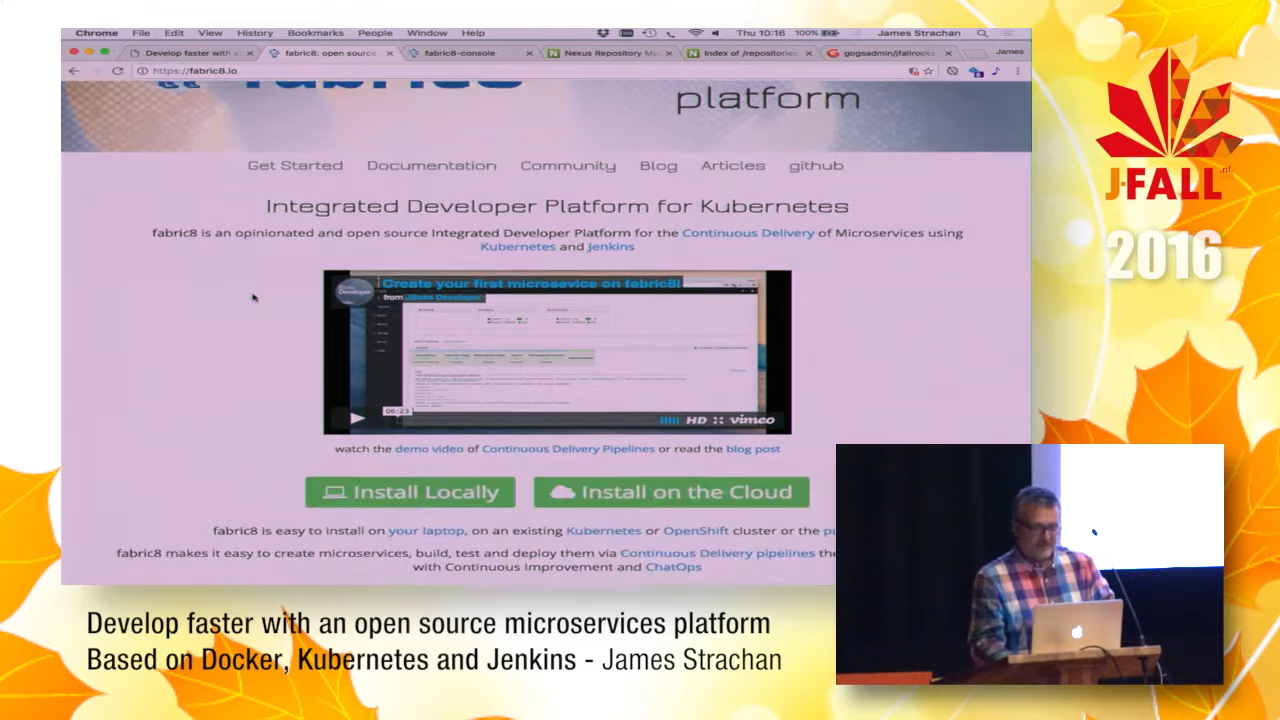 Chrome File Edit View History Bookmarks People Window Help
Thu 10:16 100% James Strachan
Develop faster with
fabric8: open source
fabric8-console
Nexus Repository
Index of /repositories
gogsadmin/jfallrocks
James
https://fabric8.io
fabric8
platform
Get Started Documentation Community Blog Articles github
Integrated Developer Platform for Kubernetes
fabric8 is an opinionated and open source Integrated Developer Platform for the Continuous Delivery of Microservices using
Kubernetes and Jenkins
Create your first microsevice on fabric8!
from JBoss Developer
06:23
HD vimeo
watch the demo video of Continuous Delivery Pipelines or read the blog post
Install Locally
Install on the Cloud
fabric8 is easy to install on your laptop, on an existing Kubernetes or OpenShift cluster or the
fabric8 makes it easy to create microservices, build, test and deploy them via Continuous Delivery pipelines
with Continuous Improvement and ChatOps
J-FALL.nl
2016
Develop faster with an open source microservices platform
Based on Docker, Kubernetes and Jenkins - James Strachan